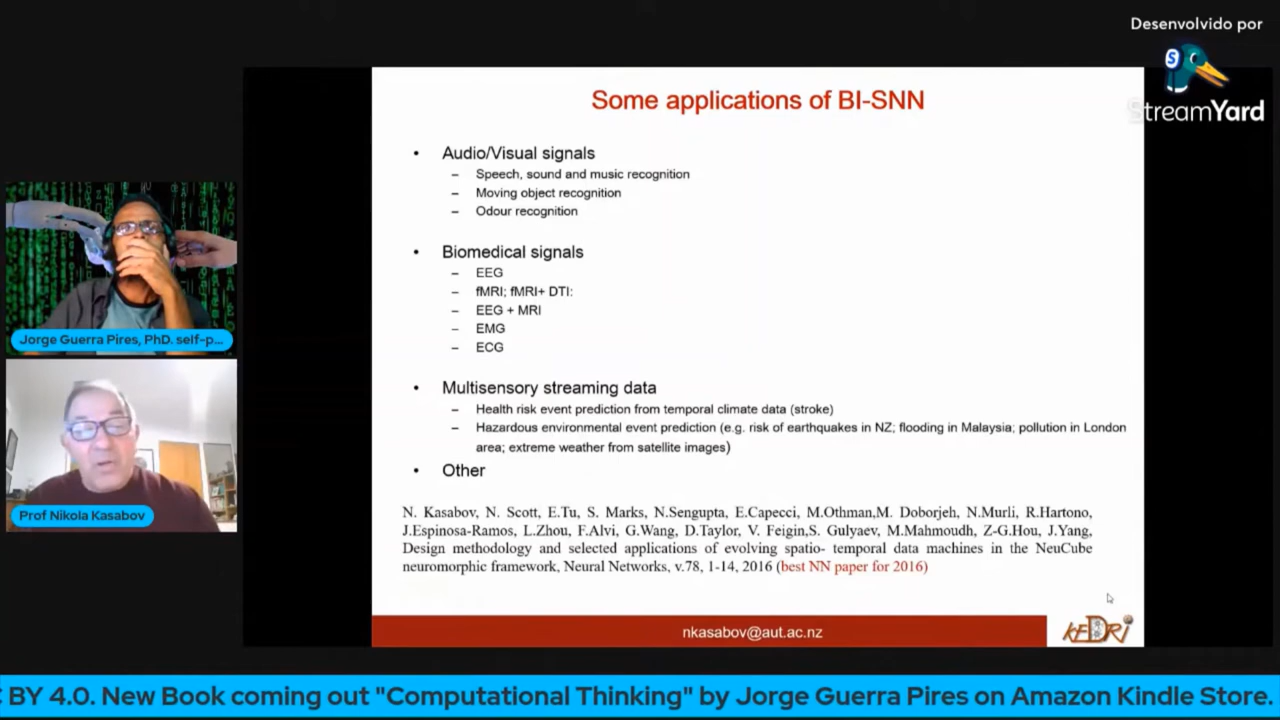 Desenvolvido por
StreamYard
Some applications of BI-SNN
• Audio/Visual signals
– Speech, sound and music recognition
– Moving object recognition
– Odour recognition
• Biomedical signals
– EEG
– fMRI; fMRI+ DTI:
– EEG + MRI
– EMG
– ECG
• Multisensory streaming data
– Health risk event prediction from temporal climate data (stroke)
– Hazardous environmental event prediction (e.g. risk of earthquakes in NZ; flooding in Malaysia; pollution in London
area; extreme weather from satellite images)
• Other
N. Kasabov, N. Scott, E.Tu, S. Marks, N.Sengupta, E.Capecci, M.Othman,M. Doborjeh, N.Murli, R.Hartono,
J.Espinosa-Ramos, L.Zhou, F.Alvi, G.Wang, D.Taylor, V. Feigin,S. Gulyaev, M.Mahmoudh, Z-G.Hou, J.Yang,
Design methodology and selected applications of evolving spatio- temporal data machines in the NeuCube
neuromorphic framework, Neural Networks, v.78, 1-14, 2016 (best NN paper for 2016)
nkasabov@aut.ac.nz
KEDRI
Jorge Guerra Pires, PhD. self-p...
Prof Nikola Kasabov
BY 4.0. New Book coming out "Computational Thinking" by Jorge Guerra Pires on Amazon Kindle Store.